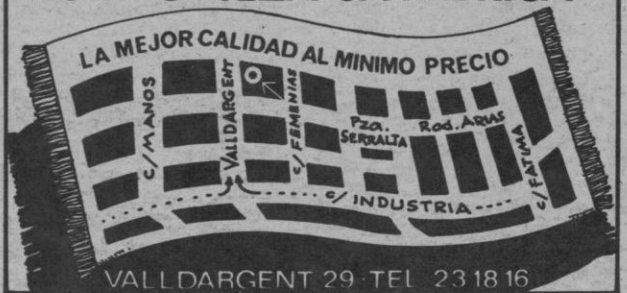 LA MEJOR CALIDAD AL MINIMO PRECIO
C/MANOS
VALLDARGENT
C/FEMENIAS
Pza.
SERRALTA
Rod. ARIAS
C/FATIMA
C/ INDUSTRIA
VALLDARGENT 29 TEL 23 18 16